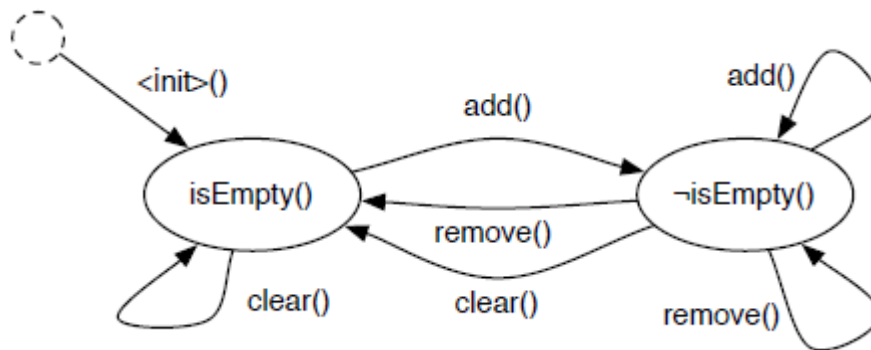 <init>()
add()
add()
isEmpty()
¬isEmpty()
remove()
clear()
clear()
remove()